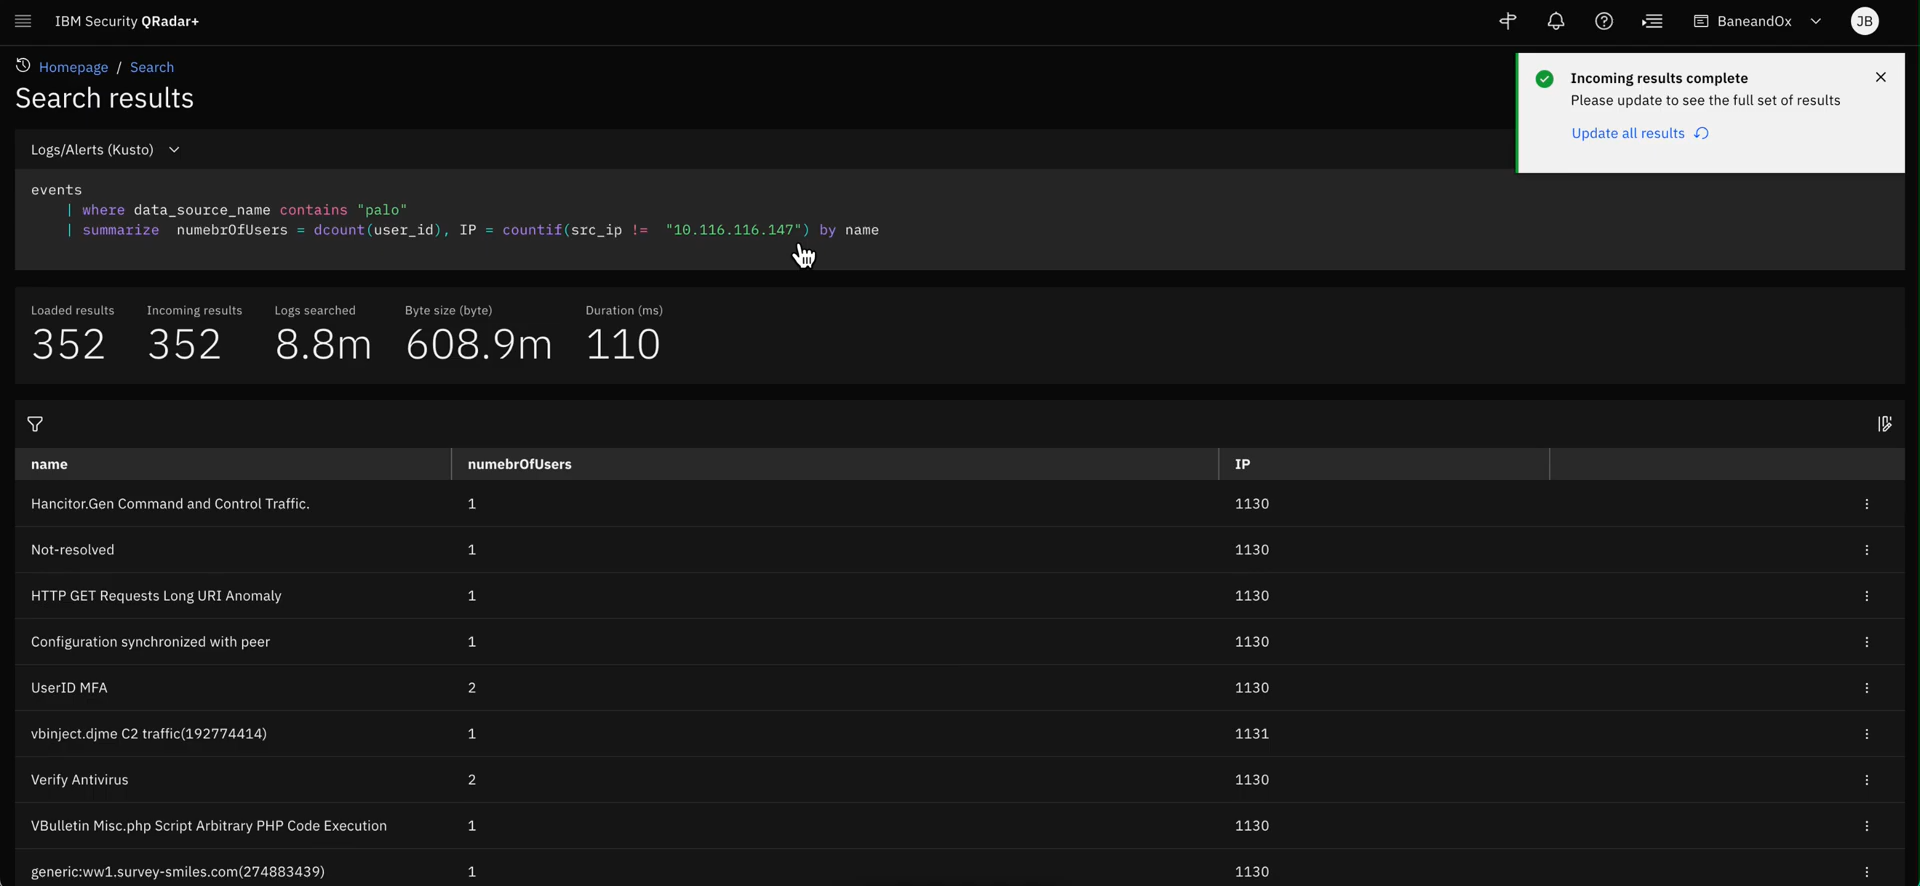 IBM Security QRadar+
BaneandOx
JB
Homepage / Search
Search results
Incoming results complete
Please update to see the full set of results
Update all results
Logs/Alerts (Kusto)
events
| where data_source_name contains "palo"
| summarize numebrOfUsers = dcount(user_id), IP = countif(src_ip != "10.116.116.147") by name
Loaded results Incoming results Logs searched Byte size (byte) Duration (ms)
352 352 8.8m 608.9m 110
name numebrOfUsers IP
Hancitor.Gen Command and Control Traffic. 1 1130
Not-resolved 1 1130
HTTP GET Requests Long URI Anomaly 1 1130
Configuration synchronized with peer 1 1130
UserID MFA 2 1130
vbinject.djme C2 traffic(192774414) 1 1131
Verify Antivirus 2 1130
VBulletin Misc.php Script Arbitrary PHP Code Execution 1 1130
generic:ww1.survey-smiles.com(274883439) 1 1130